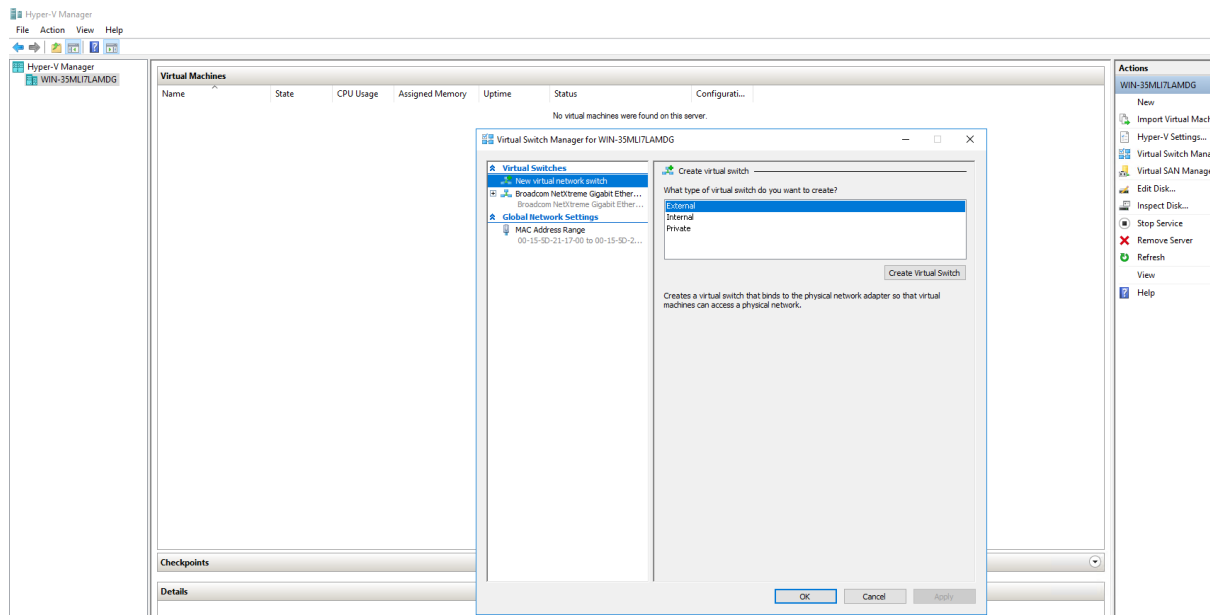 Hyper-V Manager
File Action View Help
Hyper-V Manager
WIN-35MLI7LAMDG
Virtual Machines
Name State CPU Usage Assigned Memory Uptime Status Configurati...
No virtual machines were found on this server.
Virtual Switch Manager for WIN-35MLI7LAMDG
Virtual Switches
New virtual network switch
Broadcom NetXtreme Gigabit Ether...
Broadcom NetXtreme Gigabit Ether...
Global Network Settings
MAC Address Range
00-15-5D-21-17-00 to 00-15-5D-2...
Create virtual switch
What type of virtual switch do you want to create?
External
Internal
Private
Create Virtual Switch
Creates a virtual switch that binds to the physical network adapter so that virtual
machines can access a physical network.
OK Cancel Apply
Checkpoints
Details
Actions
WIN-35MLI7LAMDG
New
Import Virtual Mach
Hyper-V Settings...
Virtual Switch Mana
Virtual SAN Manage
Edit Disk...
Inspect Disk...
Stop Service
Remove Server
Refresh
View
Help